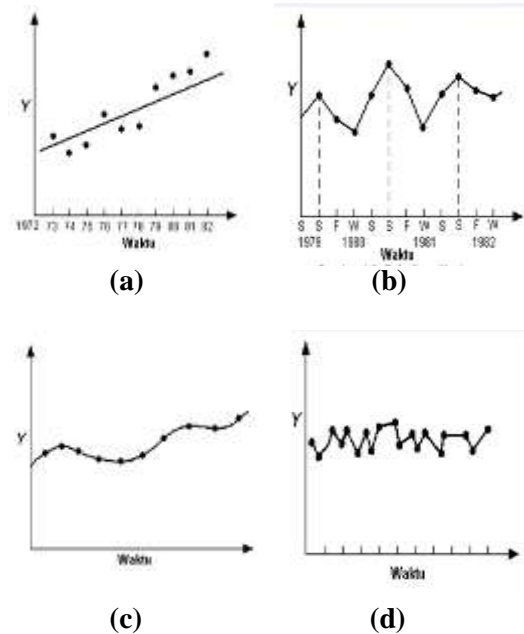 Y
1972 73 74 75 76 77 78 79 80 81 82
Waktu
(a)
Y
S S F W S S F W S S F W
1979 1980 1981 1982
Waktu
(b)
Y
Waktu
(c)
Y
Waktu
(d)